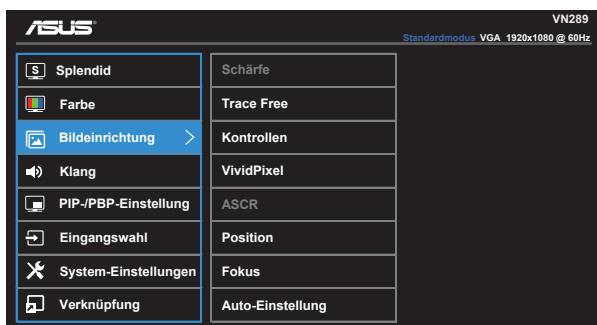 ASUS
VN289
Standardmodus VGA 1920x1080 @ 60Hz
S Splendid
Farbe
Bildeinrichtung
Klang
PIP-/PBP-Einstellung
Eingangswahl
System-Einstellungen
Verknüpfung
Schärfe
Trace Free
Kontrollen
VividPixel
ASCR
Position
Fokus
Auto-Einstellung